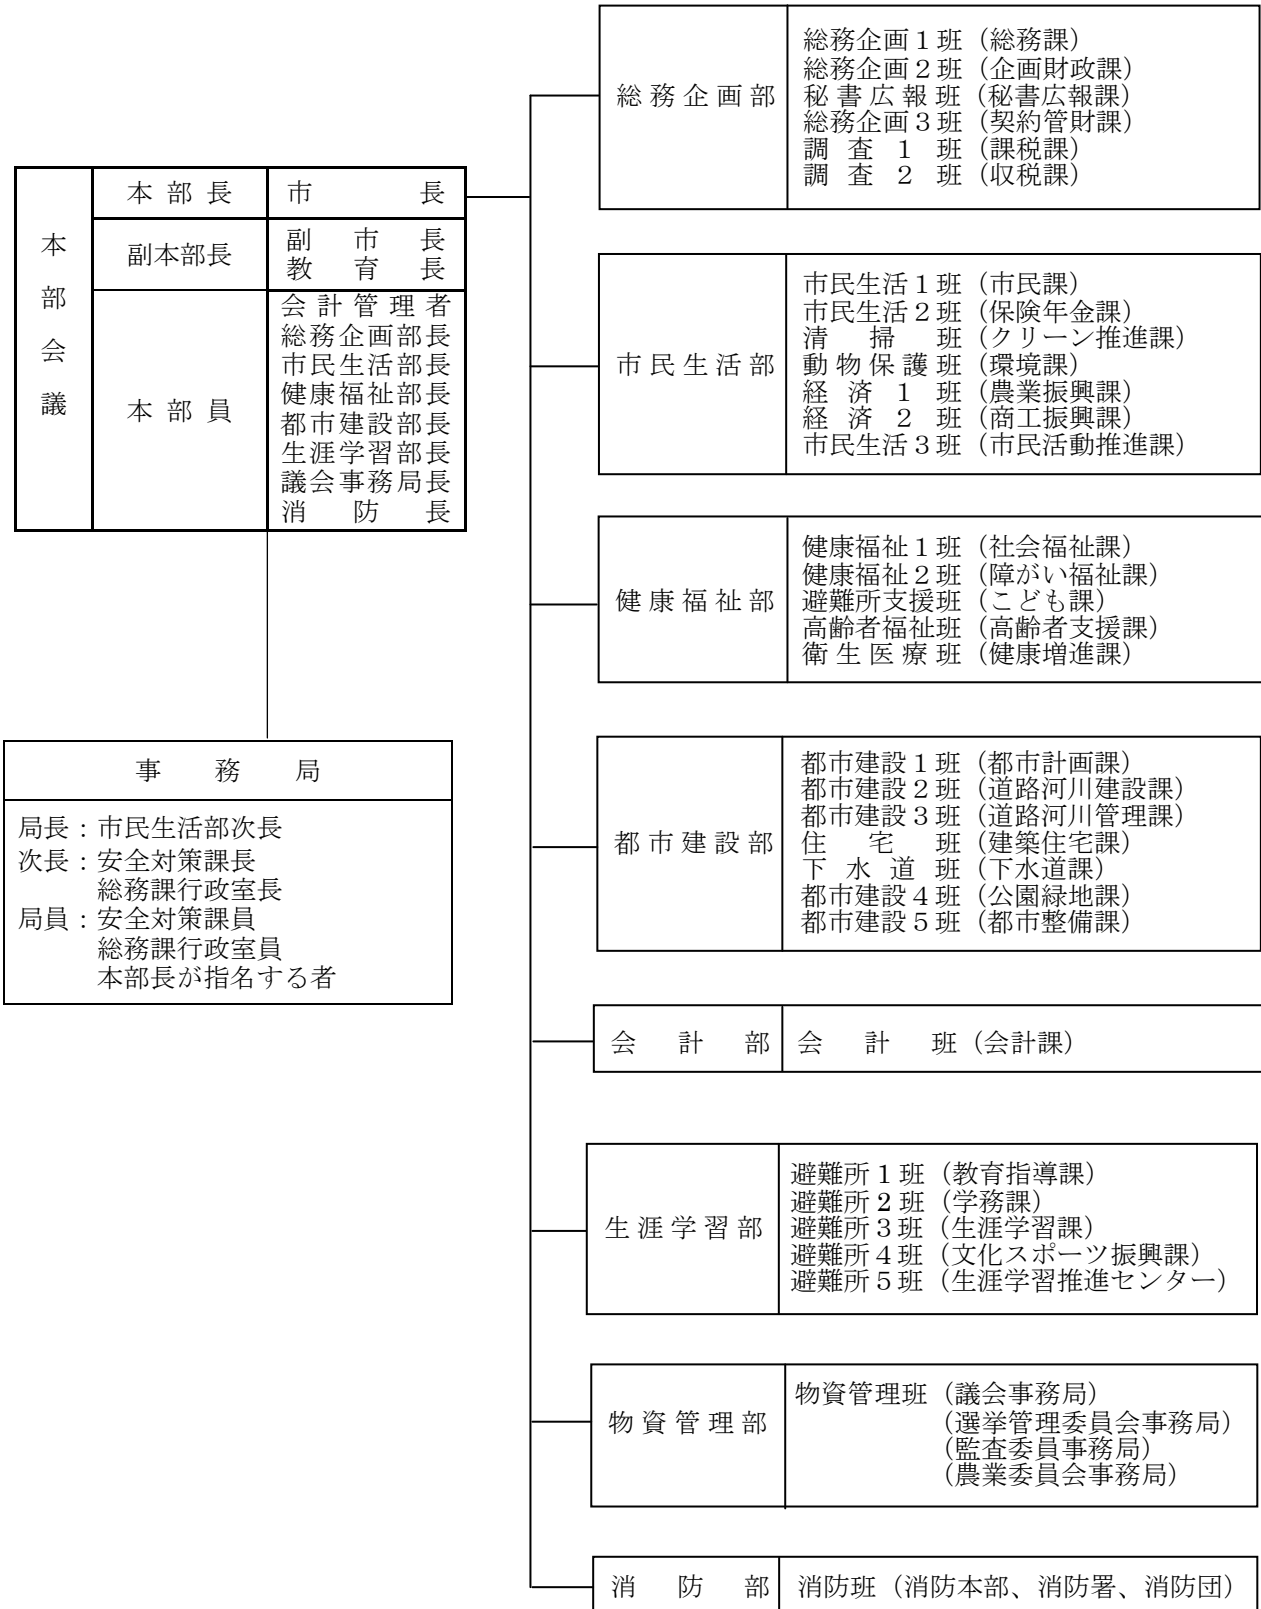 本部会議
本部長 市長
副本部長 副市長
教育長
本部員 会計管理者
総務企画部長
市民生活部長
健康福祉部長
都市建設部長
生涯学習部長
議会事務局長
消防長
事務局
局長：市民生活部次長
次長：安全対策課長
総務課行政室長
局員：安全対策課員
総務課行政室員
本部長が指名する者
総務企画部
総務企画１班（総務課）
総務企画２班（企画財政課）
秘書広報班（秘書広報課）
総務企画３班（契約管財課）
調査１班（課税課）
調査２班（収税課）
市民生活部
市民生活１班（市民課）
市民生活２班（保険年金課）
清掃班（クリーン推進課）
動物保護班（環境課）
経済１班（農業振興課）
経済２班（商工振興課）
市民生活３班（市民活動推進課）
健康福祉部
健康福祉１班（社会福祉課）
健康福祉２班（障がい福祉課）
避難所支援班（こども課）
高齢者福祉班（高齢者支援課）
衛生医療班（健康増進課）
都市建設部
都市建設１班（都市計画課）
都市建設２班（道路河川建設課）
都市建設３班（道路河川管理課）
住宅班（建築住宅課）
下水道班（下水道課）
都市建設４班（公園緑地課）
都市建設５班（都市整備課）
会計部 会計班（会計課）
生涯学習部
避難所１班（教育指導課）
避難所２班（学務課）
避難所３班（生涯学習課）
避難所４班（文化スポーツ振興課）
避難所５班（生涯学習推進センター）
物資管理部
物資管理班（議会事務局）
（選挙管理委員会事務局）
（監査委員事務局）
（農業委員会事務局）
消防部 消防班（消防本部、消防署、消防団）